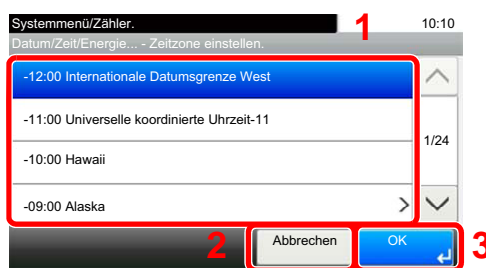 Systemmenü/Zähler. 1 10:10
Datum/Zeit/Energie... - Zeitzone einstellen.
-12:00 Internationale Datumsgrenze West
-11:00 Universelle koordinierte Uhrzeit-11
1/24
-10:00 Hawaii
-09:00 Alaska
2 Abbrechen OK 3